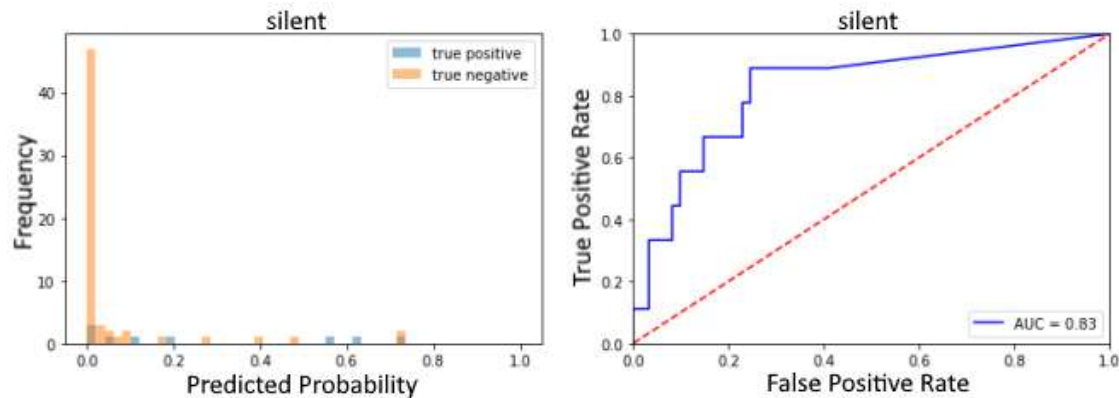 silent
true positive
true negative
Frequency
40
30
20
10
0
0.0 0.2 0.4 0.6 0.8 1.0
Predicted Probability
silent
True Positive Rate
1.0
0.8
0.6
0.4
0.2
0.0
AUC = 0.83
0.0 0.2 0.4 0.6 0.8 1.0
False Positive Rate